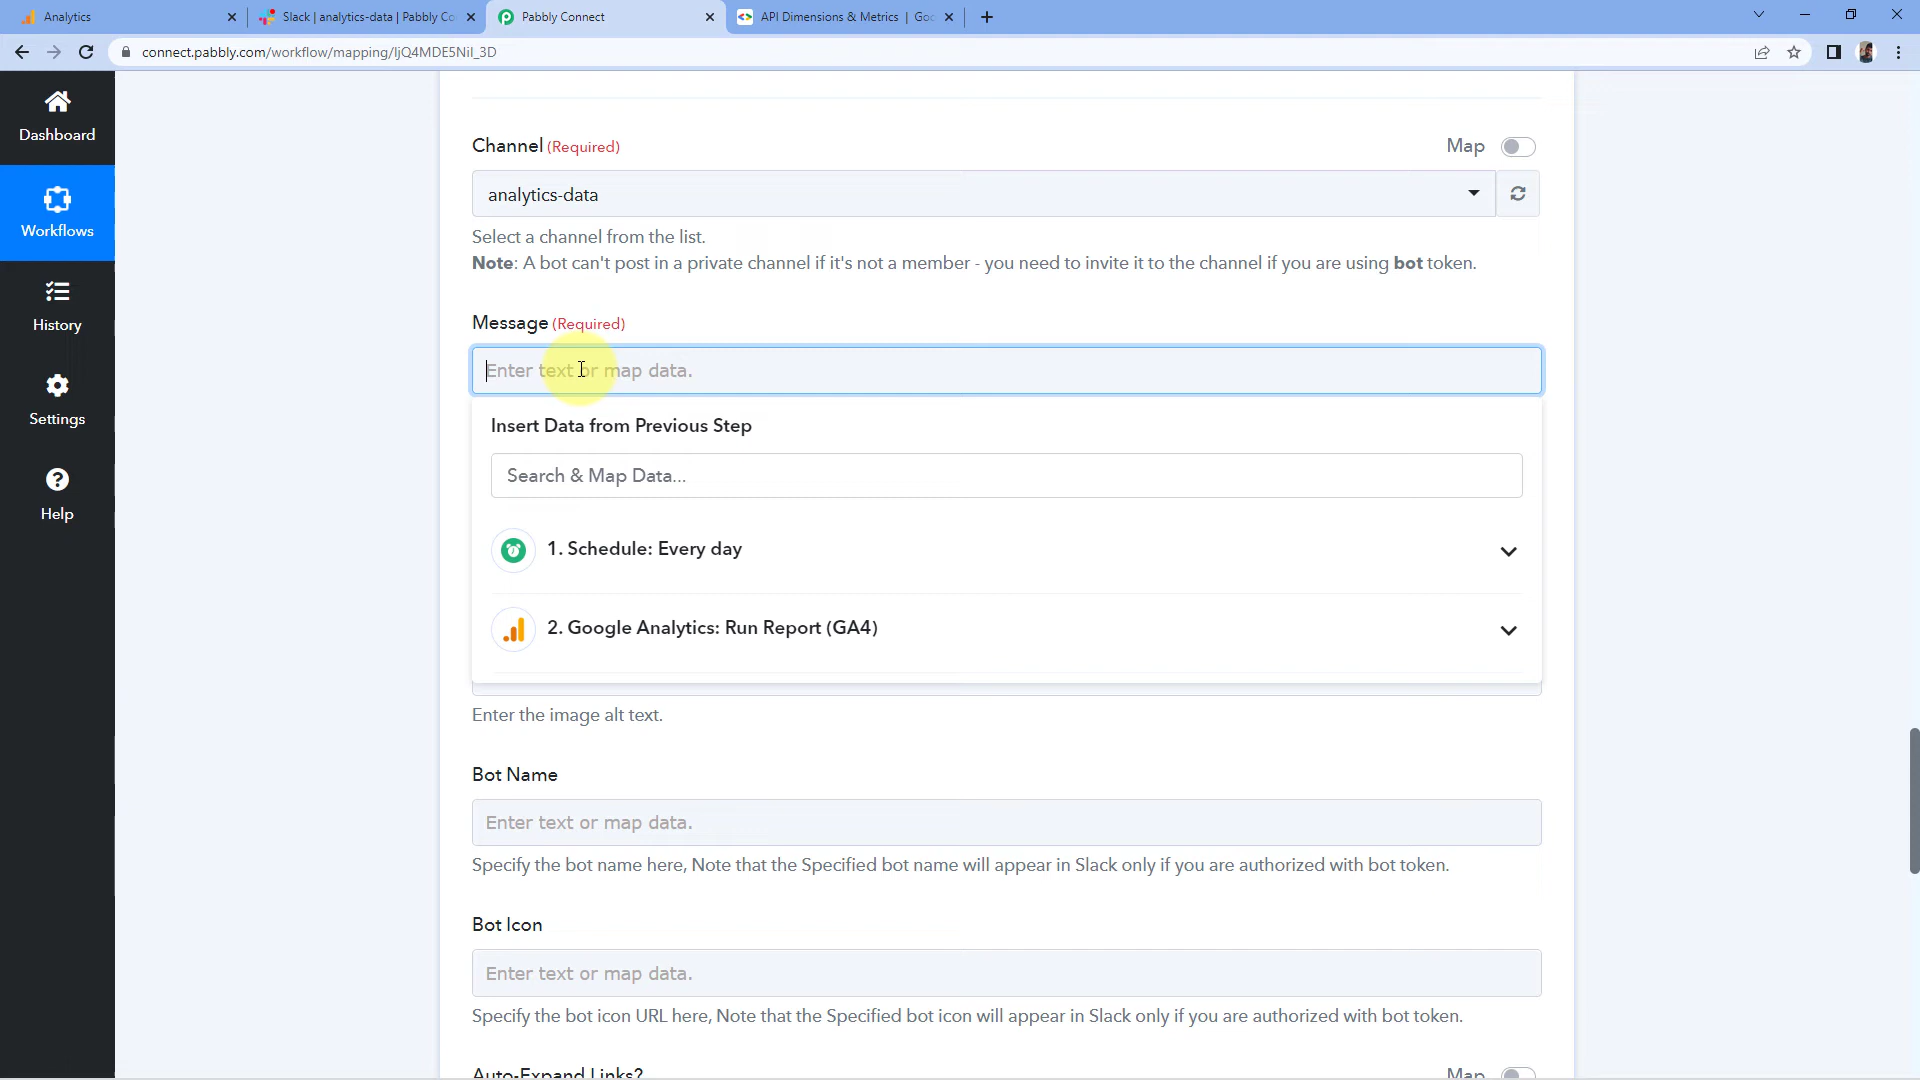 Analytics
Slack | analytics-data | Pabbly Co
Pabbly Connect
API Dimensions & Metrics | Goo
connect.pabbly.com/workflow/mapping/IjQ4MDE5NiI_3D
Dashboard
Workflows
History
Settings
Help
Channel (Required)
Map
analytics-data
Select a channel from the list.
Note: A bot can't post in a private channel if it's not a member - you need to invite it to the channel if you are using bot token.
Message (Required)
Enter text or map data.
Insert Data from Previous Step
Search & Map Data...
1. Schedule: Every day
2. Google Analytics: Run Report (GA4)
Enter the image alt text.
Bot Name
Enter text or map data.
Specify the bot name here, Note that the Specified bot name will appear in Slack only if you are authorized with bot token.
Bot Icon
Enter text or map data.
Specify the bot icon URL here, Note that the Specified bot icon will appear in Slack only if you are authorized with bot token.
Auto-Expand Links?
Map